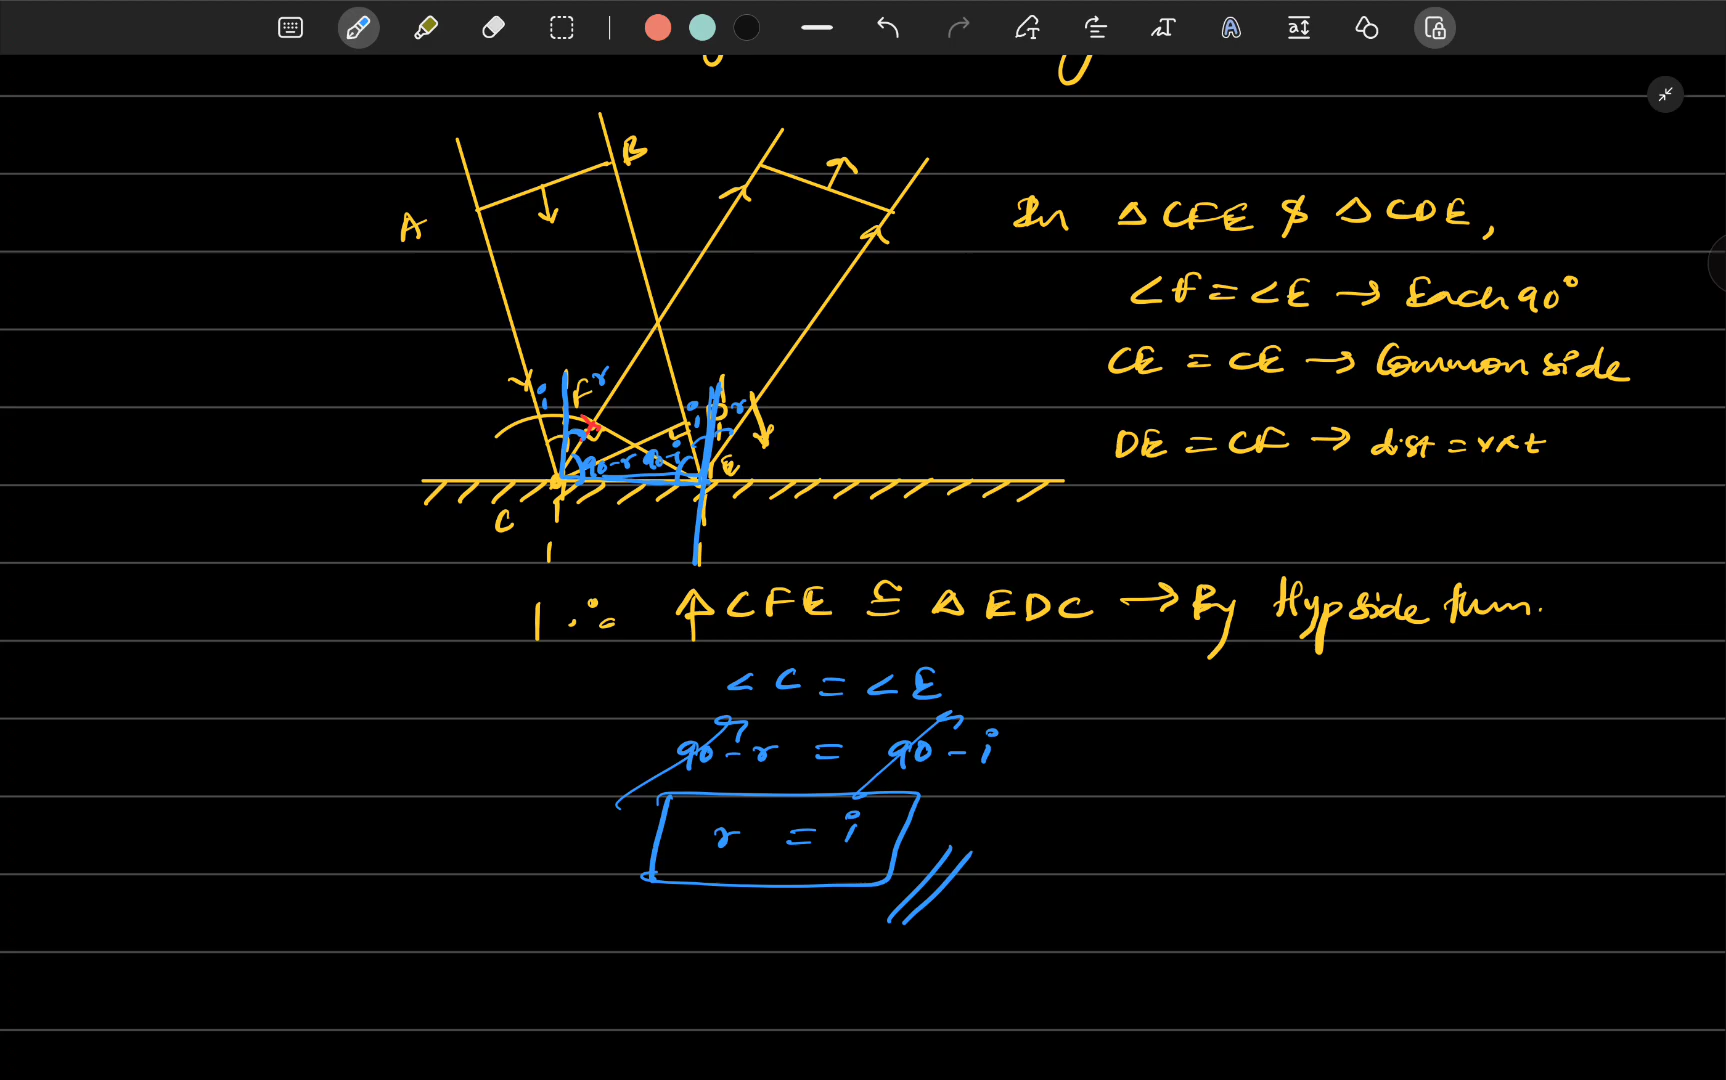 B
A
In △ CFE & △ CDE,
∠F = ∠E → Each 90°
CE = CE → Common side
DE = CF → dist = v x t
i F r
i D r
90-r 90-i E
C
∴ △ CFE ≅ △ EDC → By Hyp side thm.
∠ C = ∠ E
90 - r = 90 - i
r = i